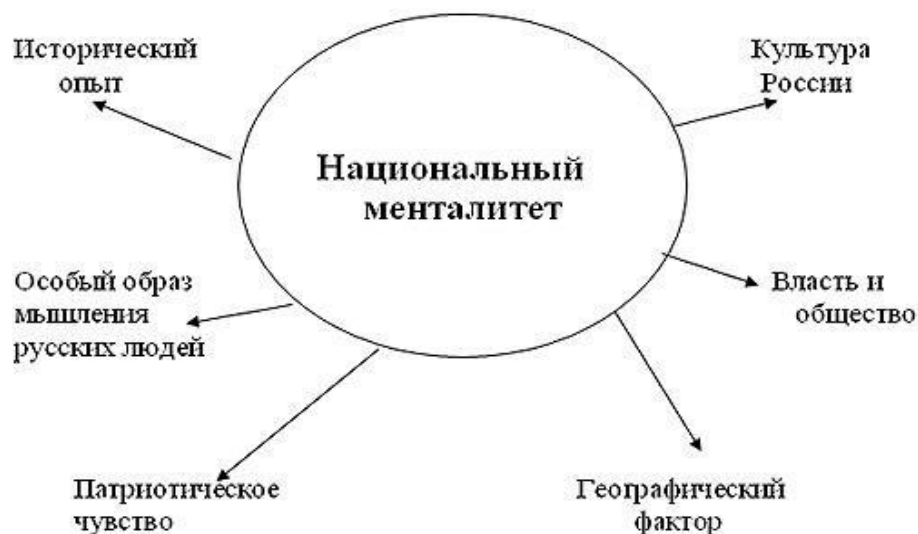 Исторический
опыт
Культура
России
Национальный
менталитет
Особый образ
мышления
русских людей
Власть и
общество
Патриотическое
чувство
Географический
фактор